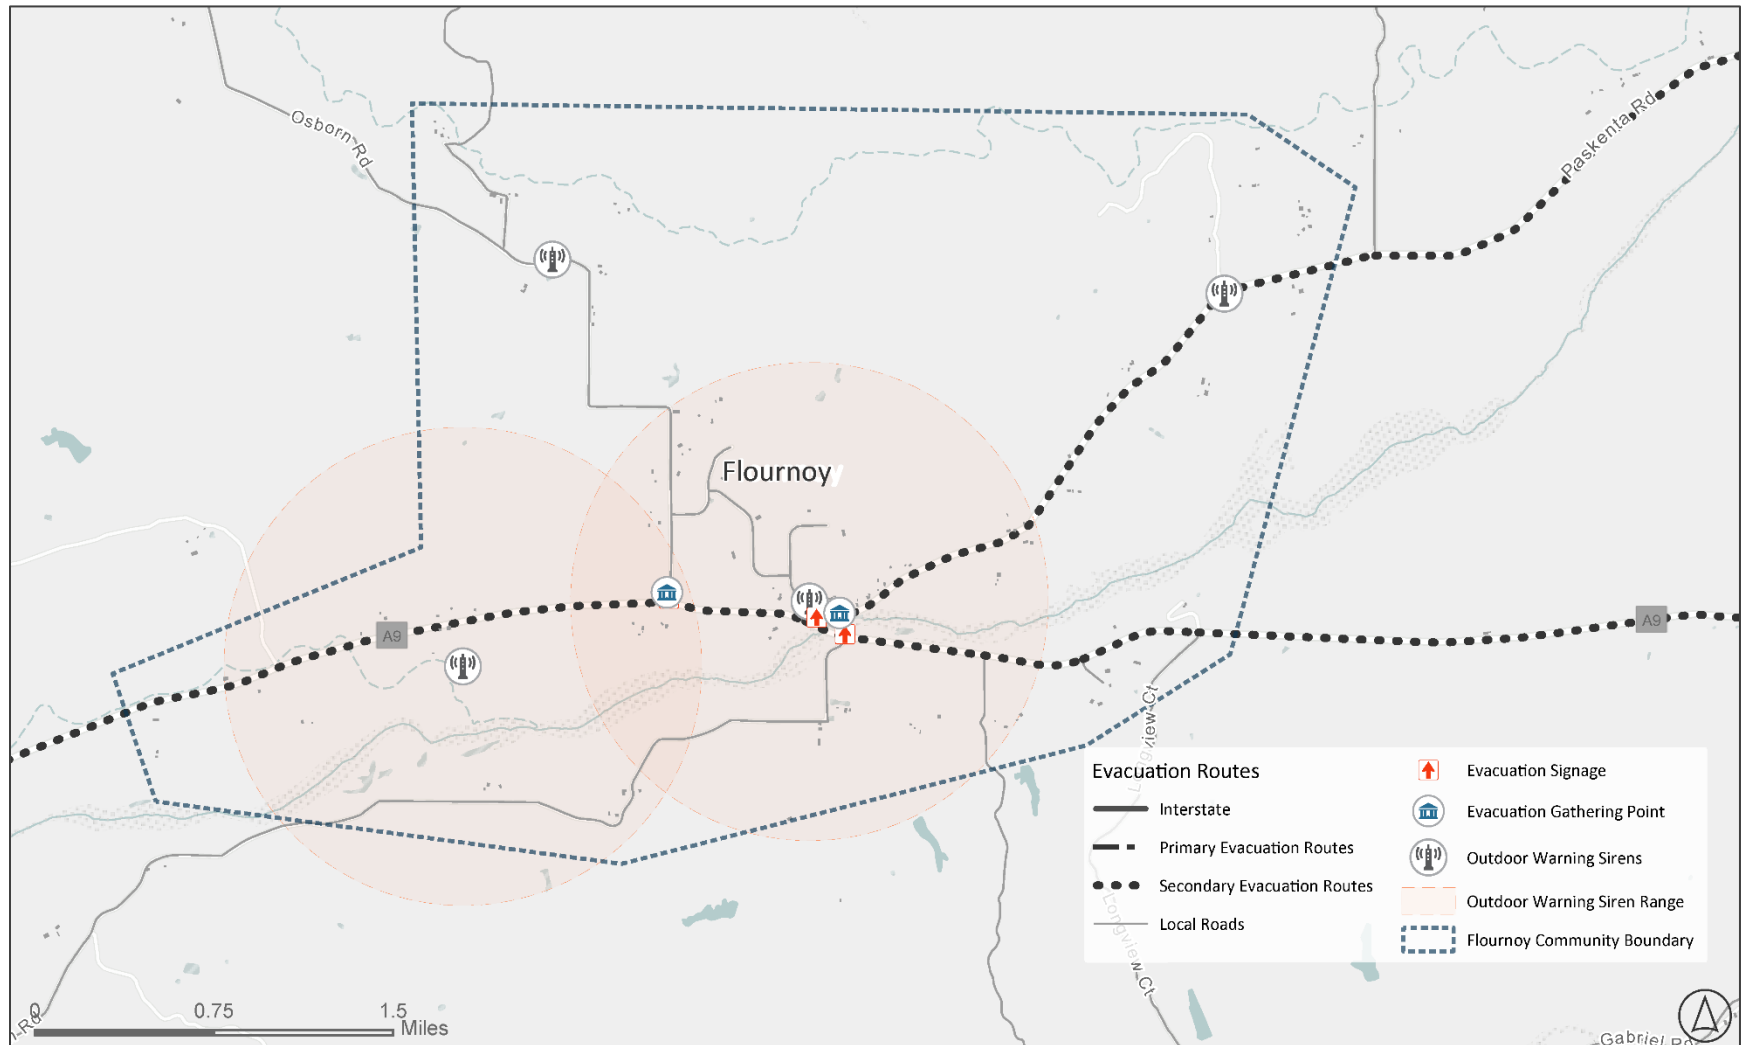 Osborn Rd
Paskenta Rd
Flournoy
A9
A9
Longview Ct
Longview Ct
Evacuation Routes
Interstate
Primary Evacuation Routes
Secondary Evacuation Routes
Local Roads
Evacuation Signage
Evacuation Gathering Point
Outdoor Warning Sirens
Outdoor Warning Siren Range
Flournoy Community Boundary
0
0.75
1.5
Miles
Gabriel Rd